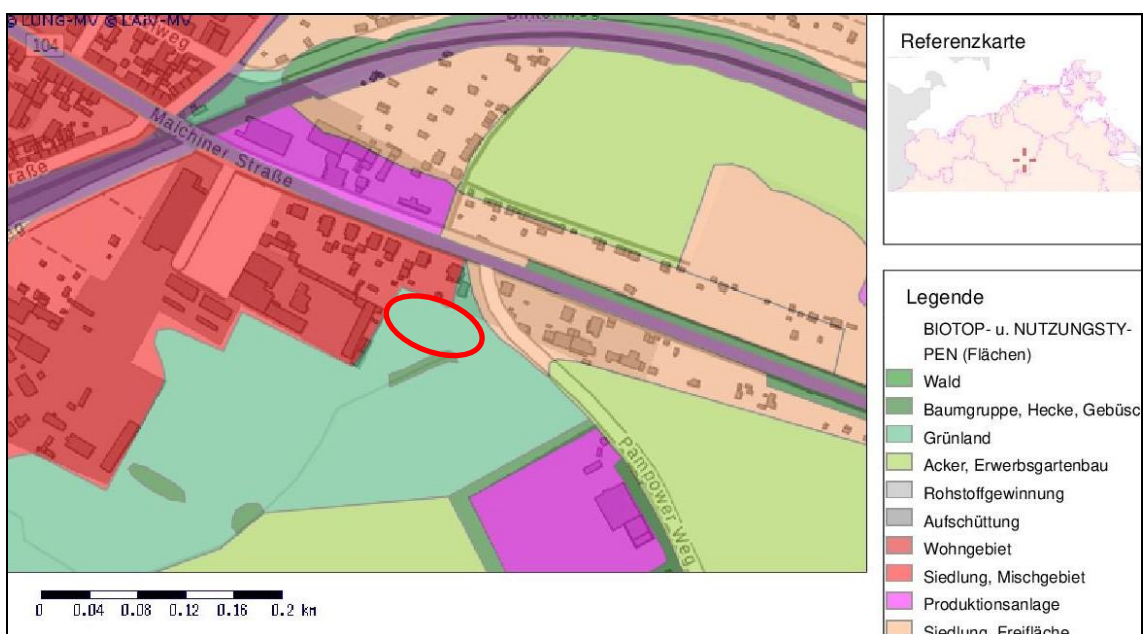 © LUNG-MV © LAiV-MV
104
Malchiner Straße
raße
Pampower Weg
0 0.04 0.08 0.12 0.16 0.2 km
Referenzkarte
Legende
BIOTOP- u. NUTZUNGSTY-
PEN (Flächen)
Wald
Baumgruppe, Hecke, Gebüsc
Grünland
Acker, Erwerbsgartenbau
Rohstoffgewinnung
Aufschüttung
Wohngebiet
Siedlung, Mischgebiet
Produktionsanlage
Siedlung, Freifläche